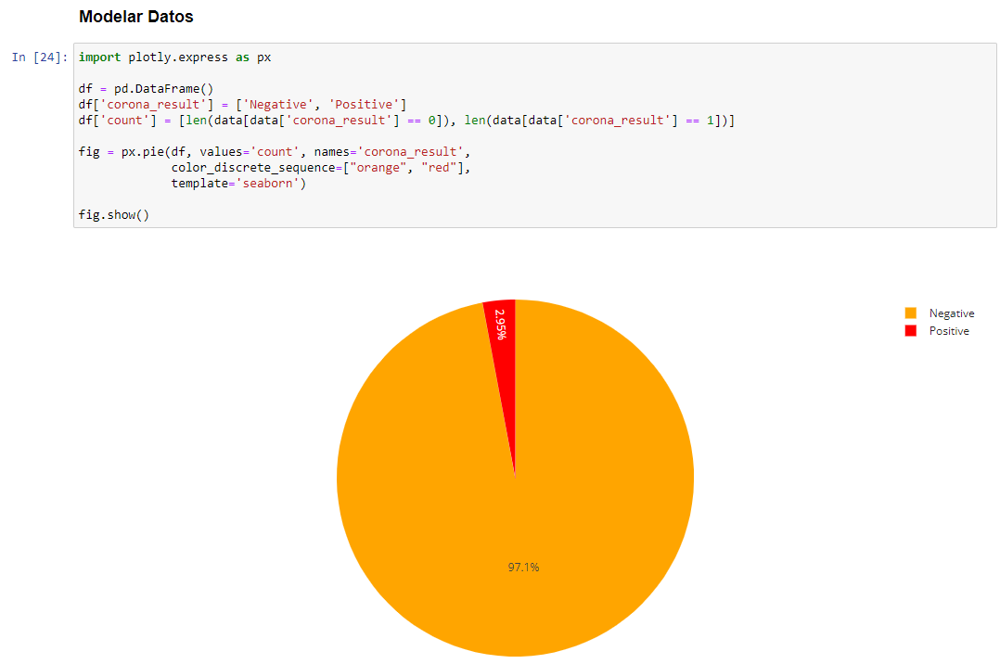 Modelar Datos
In [24]:
import plotly.express as px
df = pd.DataFrame()
df['corona_result'] = ['Negative', 'Positive']
df['count'] = [len(data[data['corona_result'] == 0]), len(data[data['corona_result'] == 1])]
fig = px.pie(df, values='count', names='corona_result',
color_discrete_sequence=["orange", "red"],
template='seaborn')
fig.show()
2.95%
97.1%
Negative
Positive